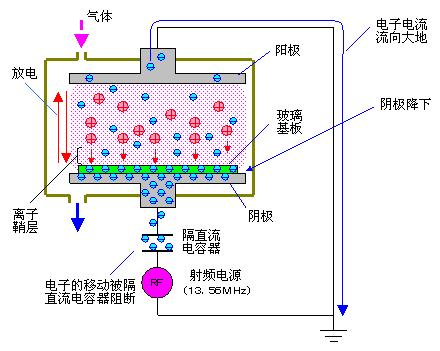 气体
电子电流
流向大地
阳极
放电
阴极降下
玻璃
基板
离子
鞘层
阴极
隔直流
电容器
电子的移动被隔
直流电容器阻断
RF
射频电源
(13.56MHz)